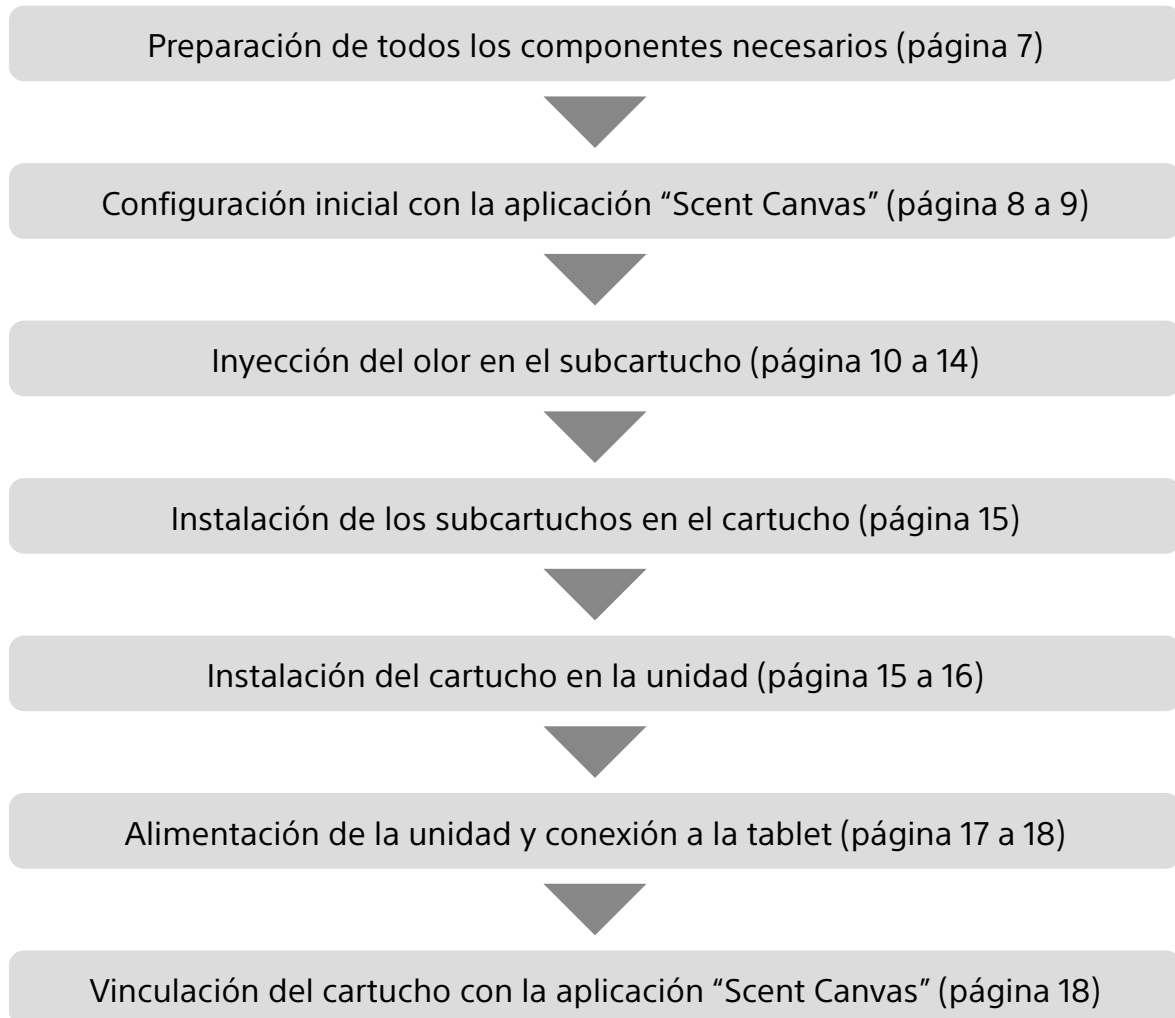 Preparación de todos los componentes necesarios (página 7)
Configuración inicial con la aplicación “Scent Canvas” (página 8 a 9)
Inyección del olor en el subcartucho (página 10 a 14)
Instalación de los subcartuchos en el cartucho (página 15)
Instalación del cartucho en la unidad (página 15 a 16)
Alimentación de la unidad y conexión a la tablet (página 17 a 18)
Vinculación del cartucho con la aplicación “Scent Canvas” (página 18)